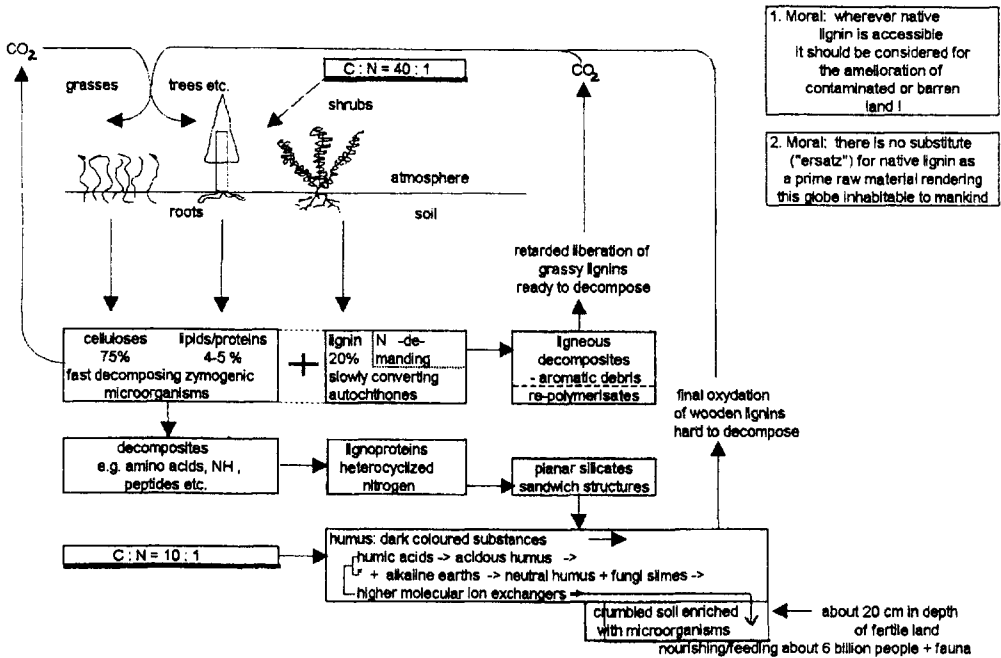 CO2
grasses
trees etc.
C : N = 40 : 1
shrubs
CO2
atmosphere
roots
soil
1. Moral: wherever native
lignin is accessible
it should be considered for
the amelioration of
contaminated or barren
land !
2. Moral: there is no substitute
("ersatz") for native lignin as
a prime raw material rendering
this globe inhabitable to mankind
retarded liberation of
grassy lignins
ready to decompose
celluloses lipids/proteins
75% 4-5 %
fast decomposing zymogenic
microorganisms
+
lignin N -de-
20% manding
slowly converting
autochthones
ligneous
decomposites
- aromatic debris
re-polymerisates
final oxydation
of wooden lignins
hard to decompose
decomposites
e.g. amino acids, NH ,
peptides etc.
lignoproteins
heterocyclized
nitrogen
planar silicates
sandwich structures
C : N = 10 : 1
humus: dark coloured substances
humic acids -> acidous humus ->
+ alkaline earths -> neutral humus + fungi slimes ->
higher molecular ion exchangers
crumbled soil enriched
with microorganisms
about 20 cm in depth
of fertile land
nourishing/feeding about 6 billion people + fauna